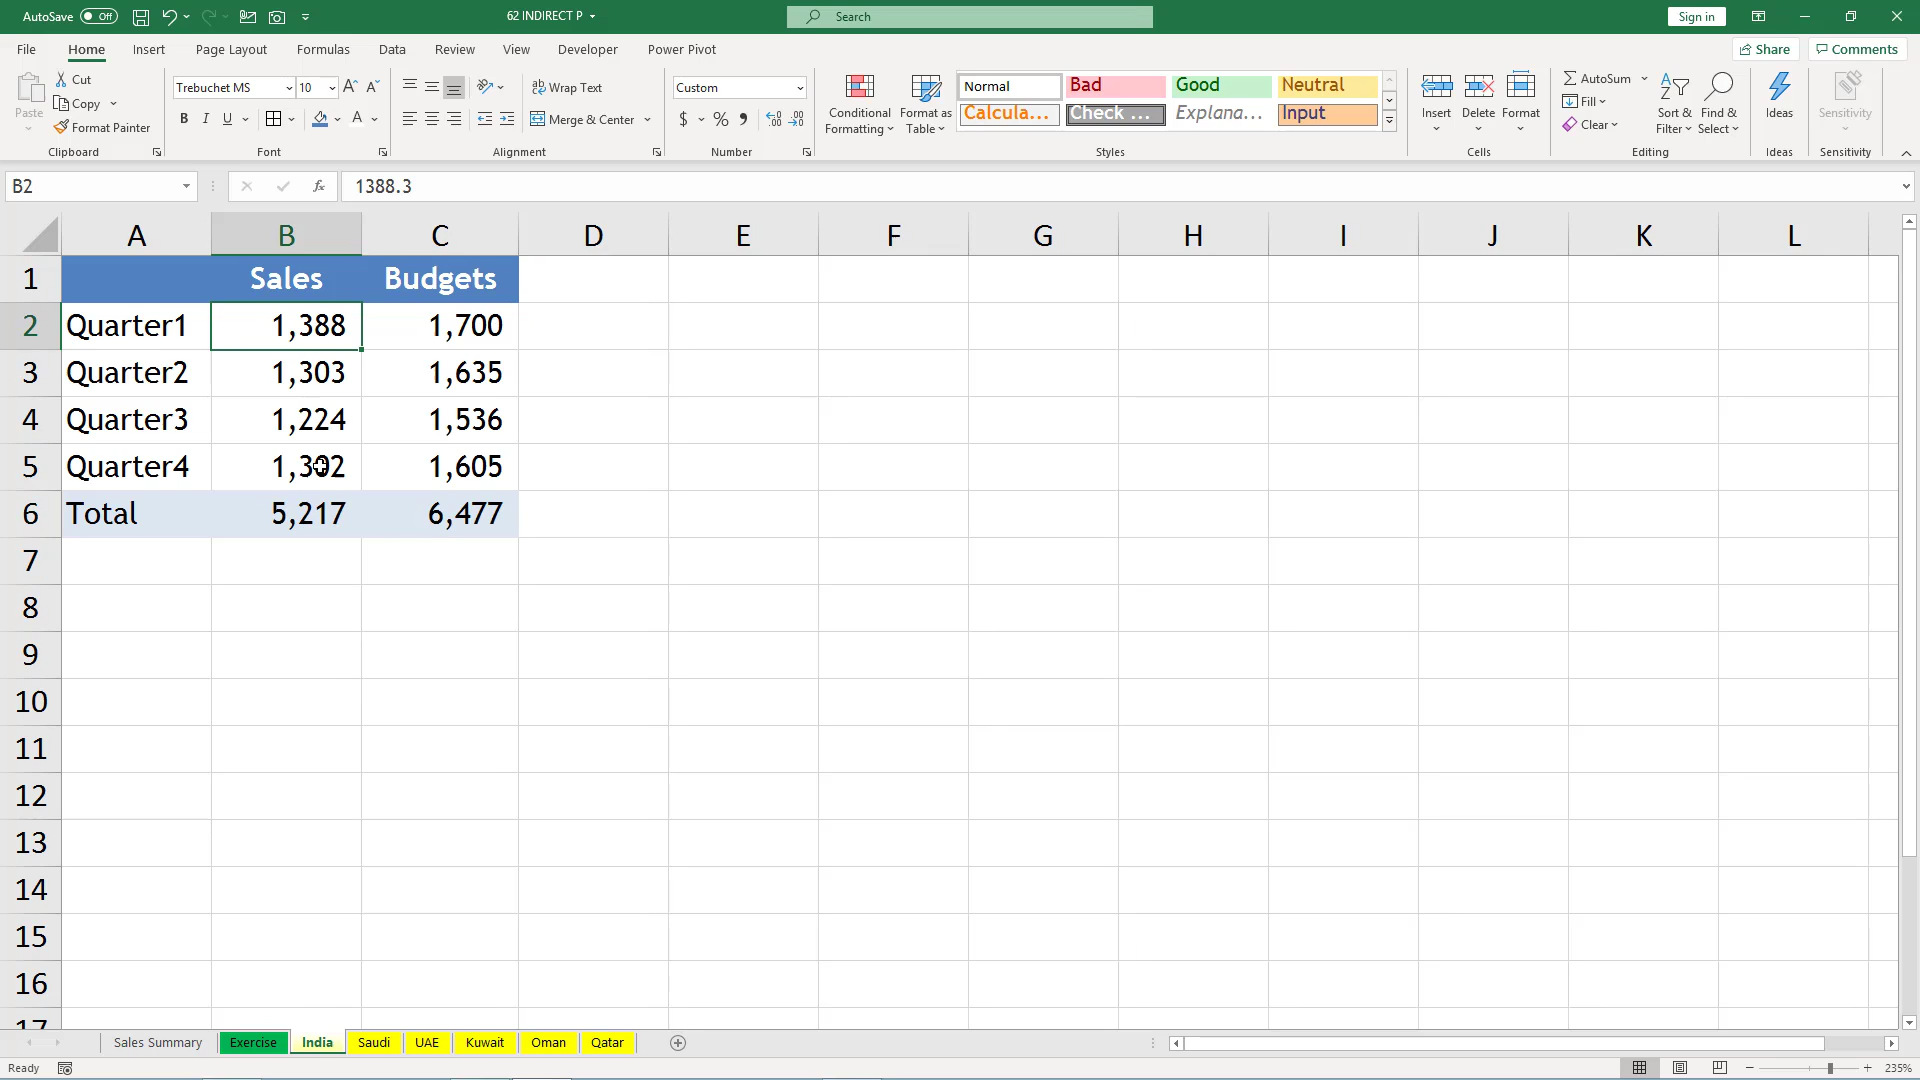 AutoSave Off 62 INDIRECT P Search Sign in
File Home Insert Page Layout Formulas Data Review View Developer Power Pivot Share Comments
Paste Cut Copy Format Painter Clipboard
Trebuchet MS 10 B I U A Font
Wrap Text Merge & Center Alignment
Custom $ % Number
Conditional Formatting Format as Table
Normal Bad Good Neutral
Calcula... Check ... Explana... Input
Styles
Insert Delete Format Cells
AutoSum Fill Clear Sort & Filter Find & Select Editing
Ideas Ideas
Sensitivity Sensitivity
B2 fx 1388.3
A B C D E F G H I J K L
1 Sales Budgets
2 Quarter1 1,388 1,700
3 Quarter2 1,303 1,635
4 Quarter3 1,224 1,536
5 Quarter4 1,302 1,605
6 Total 5,217 6,477
7
8
9
10
11
12
13
14
15
16
17
Sales Summary Exercise India Saudi UAE Kuwait Oman Qatar
Ready 235%